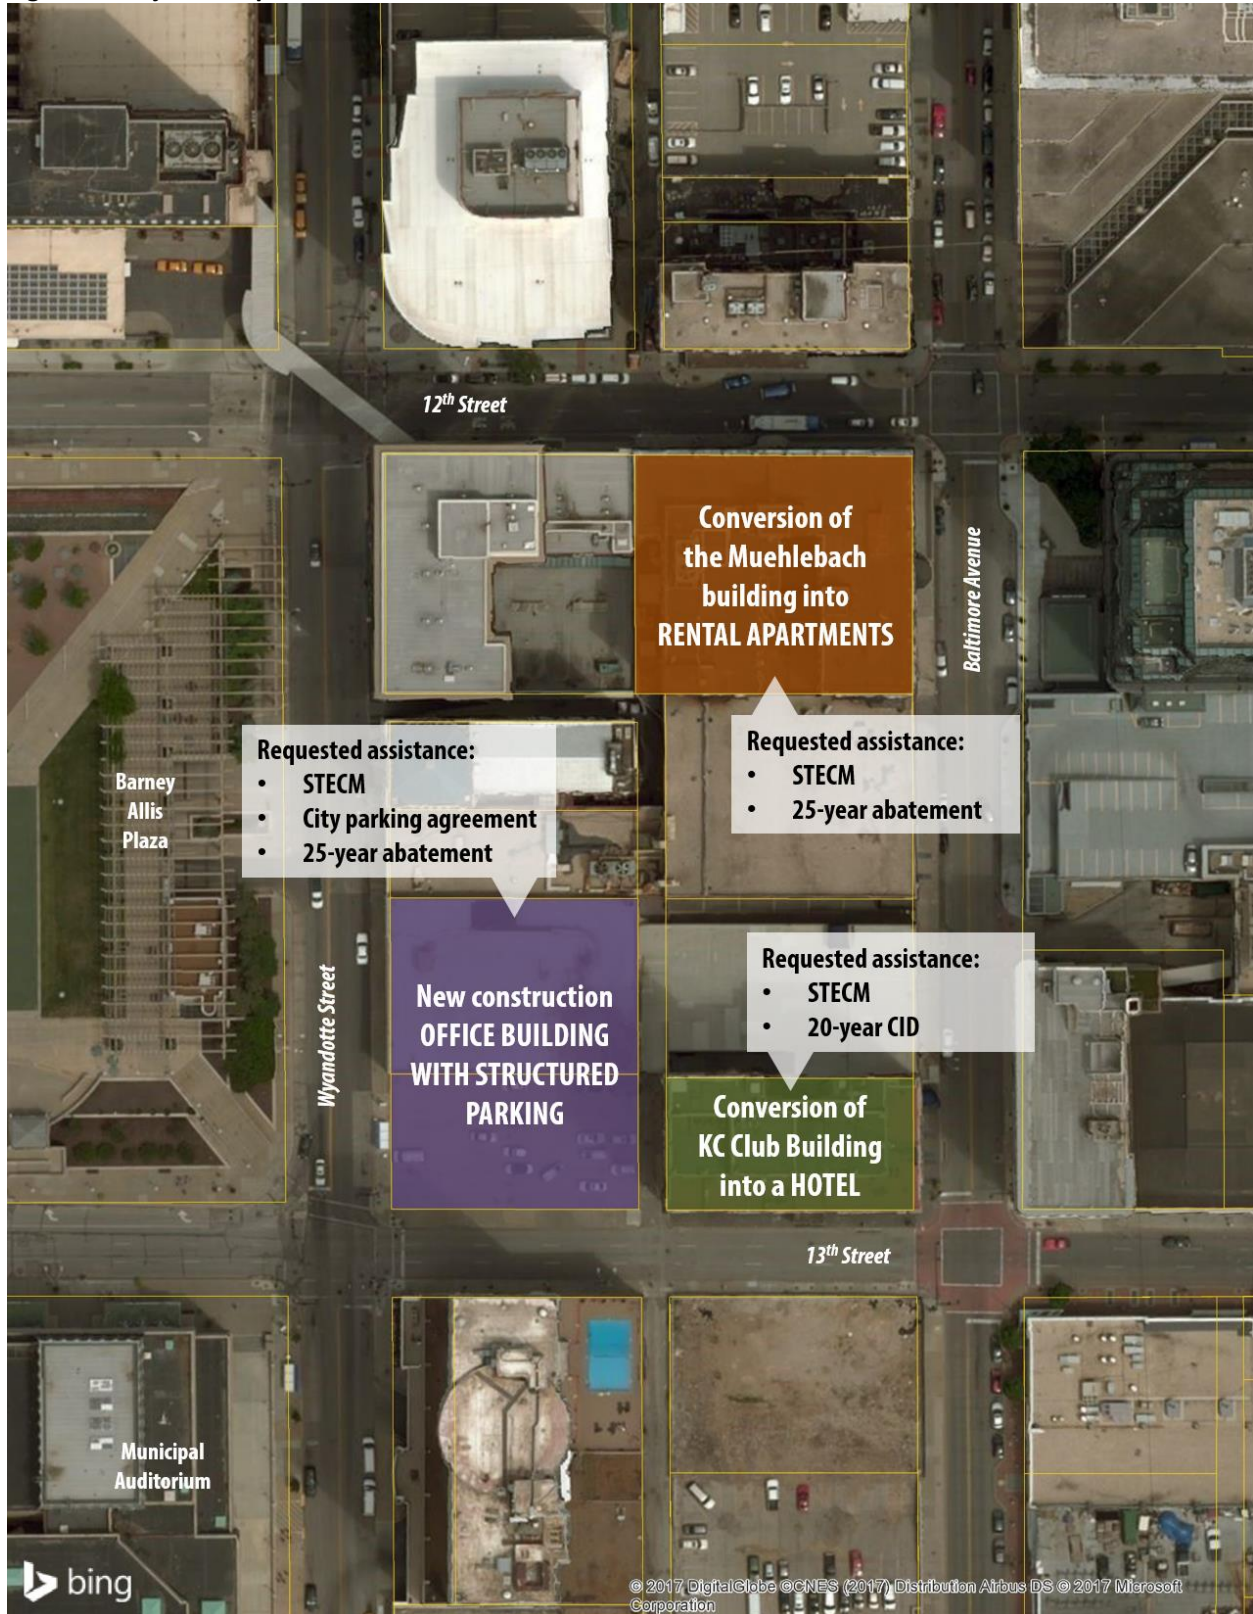 12th Street
Conversion of
the Muehlebach
building into
RENTAL APARTMENTS
Baltimore Avenue
Requested assistance:
• STECM
• City parking agreement
• 25-year abatement
Requested assistance:
• STECM
• 25-year abatement
Barney
Allis
Plaza
Wyandotte Street
New construction
OFFICE BUILDING
WITH STRUCTURED
PARKING
Requested assistance:
• STECM
• 20-year CID
Conversion of
KC Club Building
into a HOTEL
13th Street
Municipal
Auditorium
bing
© 2017 DigitalGlobe ©CNES (2017) Distribution Airbus DS © 2017 Microsoft
Corporation